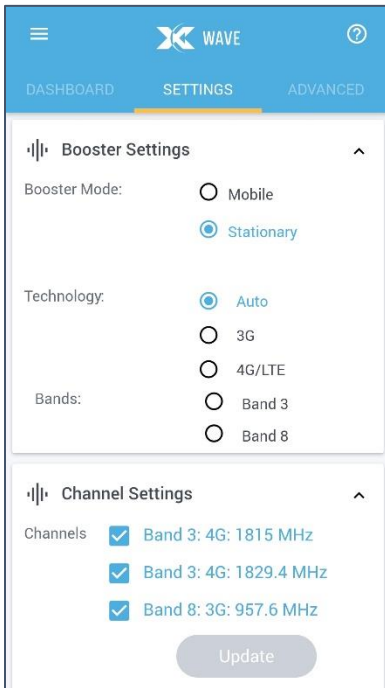 WAVE
DASHBOARD SETTINGS ADVANCED
Booster Settings
Booster Mode: Mobile
Stationary
Technology: Auto
3G
4G/LTE
Bands: Band 3
Band 8
Channel Settings
Channels Band 3: 4G: 1815 MHz
Band 3: 4G: 1829.4 MHz
Band 8: 3G: 957.6 MHz
Update